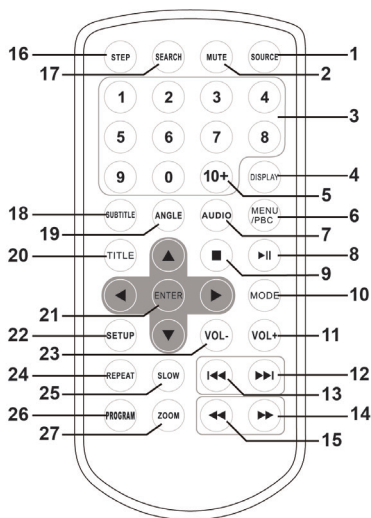 16 STEP SEARCH MUTE SOURCE 1
17 2
1 2 3 4
3
5 6 7 8
9 0 10+ DISPLAY 4
5
18 SUBTITLE ANGLE AUDIO MENU /PBC 6
19 7
20 TITLE 8
9
21 ENTER MODE 10
22 SETUP VOL- VOL+ 11
23
24 REPEAT SLOW 12
25 13
26 PROGRAM ZOOM 14
27 15